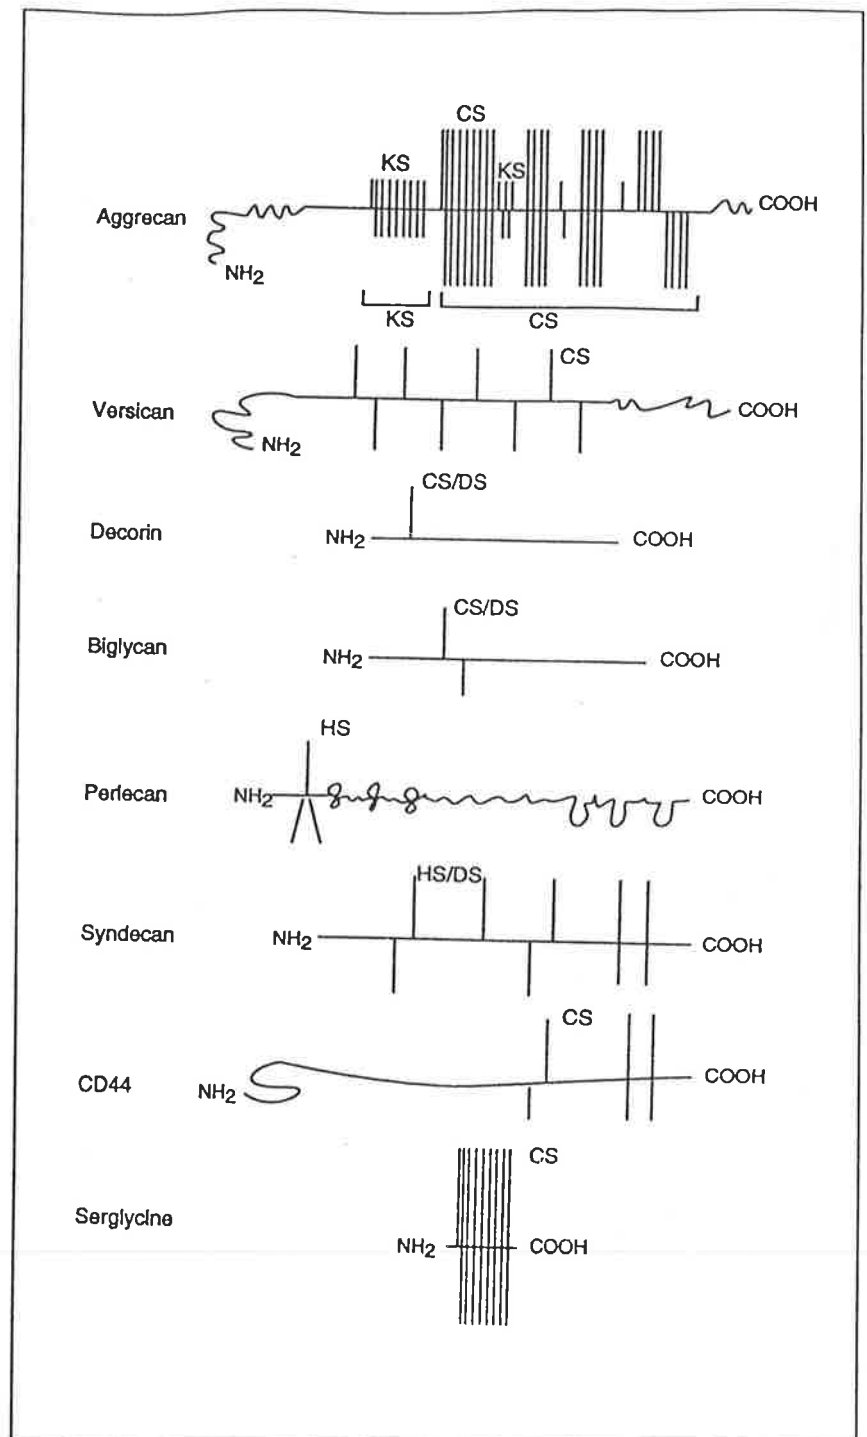 CS
KS
KS
Aggrecan
COOH
NH2
KS
CS
CS
Versican
COOH
NH2
CS/DS
Decorin
NH2
COOH
CS/DS
Biglycan
NH2
COOH
HS
Perlecan
NH2
COOH
HS/DS
Syndecan
NH2
COOH
CS
CD44
NH2
COOH
CS
Serglycine
NH2
COOH